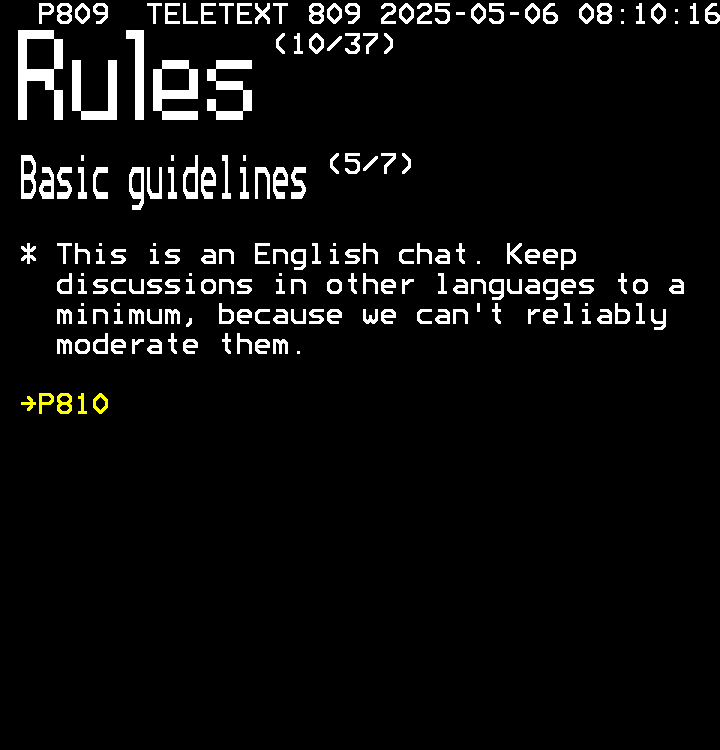 P809 TELETEXT 809 2025-05-06 08:10:16
Rules (10/37)
Basic guidelines (5/7)
* This is an English chat. Keep
discussions in other languages to a
minimum, because we can't reliably
moderate them.
→P810